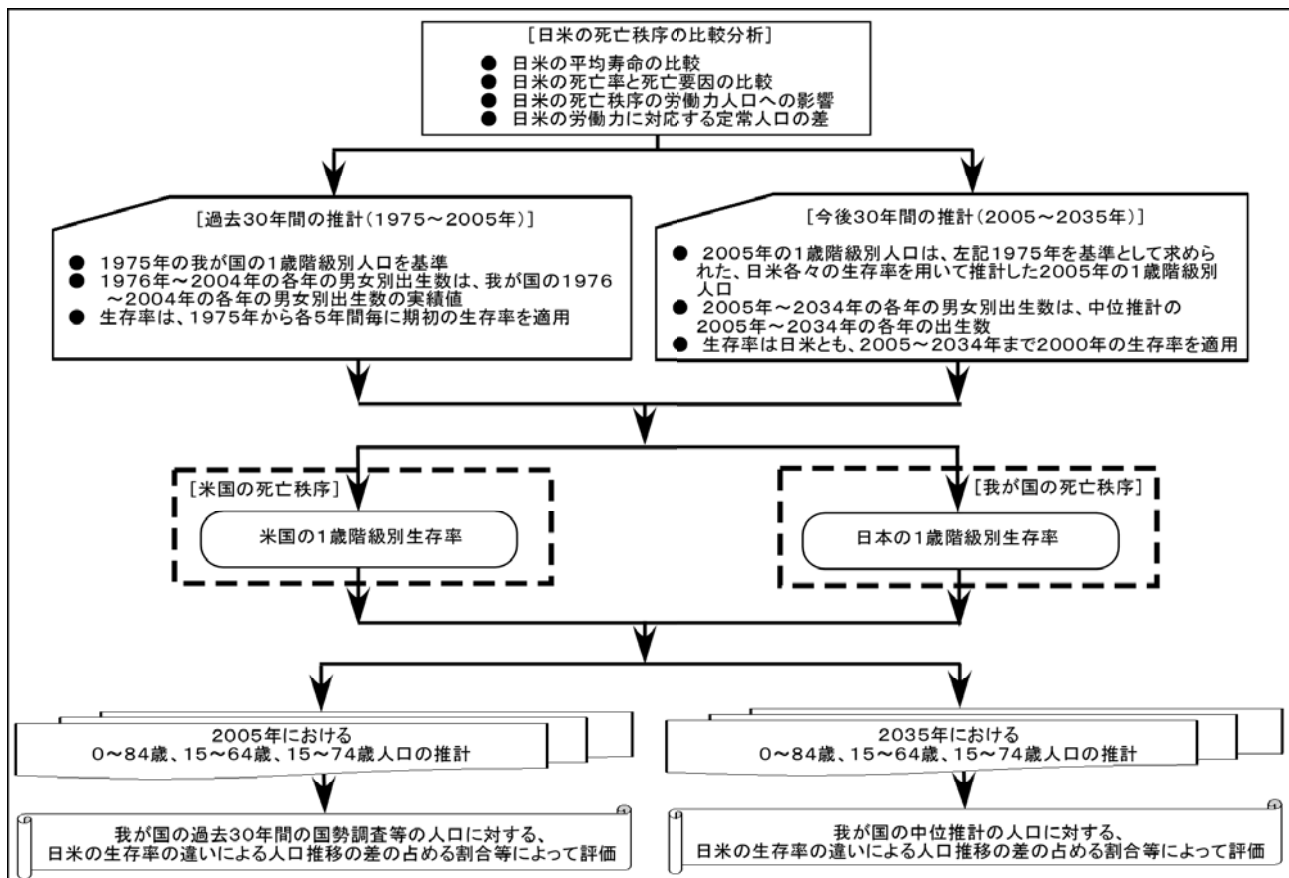 [日米の死亡秩序の比較分析]
● 日米の平均寿命の比較
● 日米の死亡率と死亡要因の比較
● 日米の死亡秩序の労働力人口への影響
● 日米の労働力に対応する定常人口の差
[過去30年間の推計(1975～2005年)]
● 1975年の我が国の1歳階級別人口を基準
● 1976年～2004年の各年の男女別出生数は、我が国の1976
～2004年の各年の男女別出生数の実績値
● 生存率は、1975年から各5年間毎に期初の生存率を適用
[今後30年間の推計(2005～2035年)]
● 2005年の1歳階級別人口は、左記1975年を基準として求めら
れた、日米各々の生存率を用いて推計した2005年の1歳階級別
人口
● 2005年～2034年の各年の男女別出生数は、中位推計の
2005年～2034年の各年の出生数
● 生存率は日米とも、2005～2034年まで2000年の生存率を適用
[米国の死亡秩序]
米国の1歳階級別生存率
[我が国の死亡秩序]
日本の1歳階級別生存率
2005年における
0～84歳、15～64歳、15～74歳人口の推計
2035年における
0～84歳、15～64歳、15～74歳人口の推計
我が国の過去30年間の国勢調査等の人口に対する、
日米の生存率の違いによる人口推移の差の占める割合等によって評価
我が国の中位推計の人口に対する、
日米の生存率の違いによる人口推移の差の占める割合等によって評価